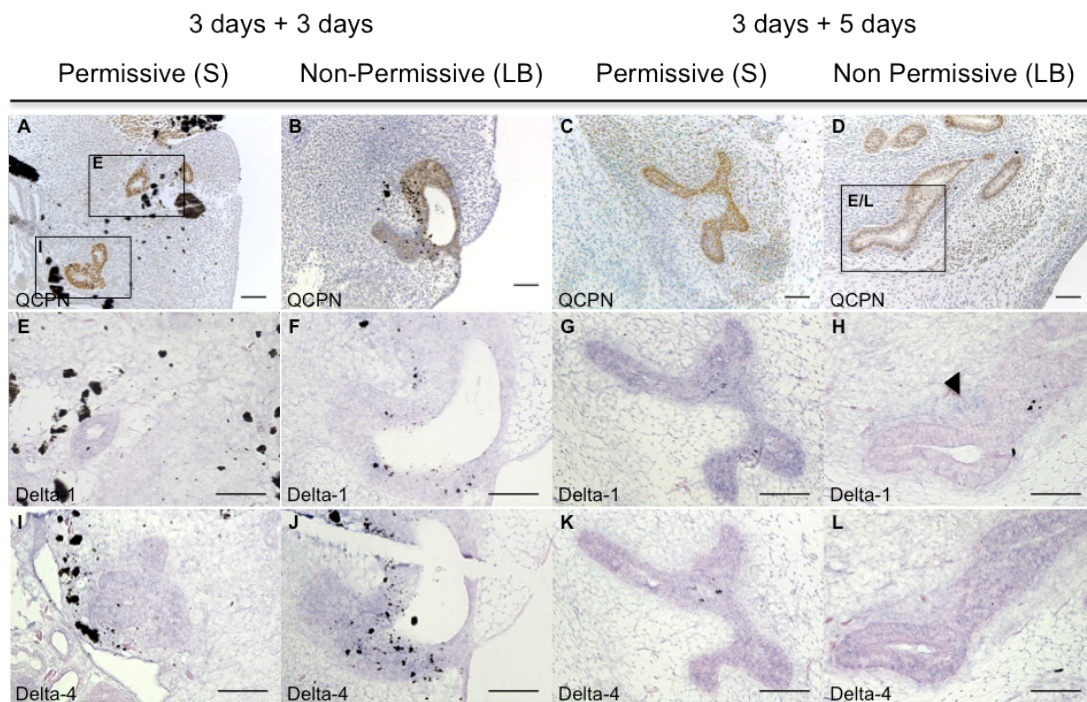 3 days + 3 days 3 days + 5 days
Permissive (S) Non-Permissive (LB) Permissive (S) Non Permissive (LB)
A B C D
E
E/L
I
QCPN QCPN QCPN QCPN
E F G H
Delta-1 Delta-1 Delta-1 Delta-1
I J K L
Delta-4 Delta-4 Delta-4 Delta-4